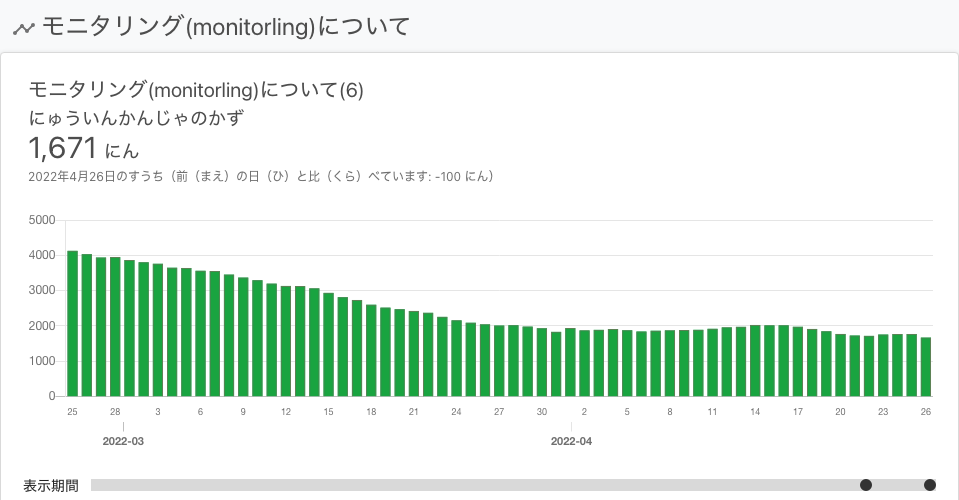 モニタリング(monitorling)について
モニタリング(monitorling)について(6)
にゅういんかんじゃのかず
1,671 にん
2022年4月26日のすうち（前（まえ）の日（ひ）と比（くら）べています: -100 にん）
5000
4000
3000
2000
1000
0
25 28 3 6 9 12 15 18 21 24 27 30 2 5 8 11 14 17 20 23 26
2022-03 2022-04
表示期間